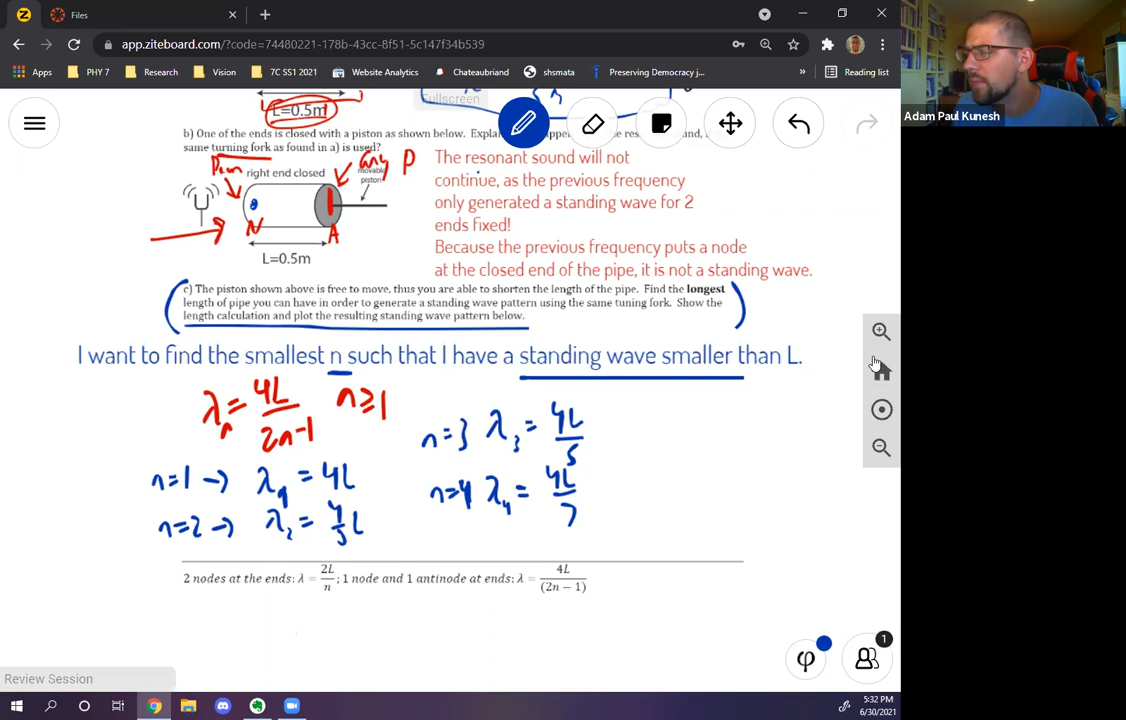 Files
app.ziteboard.com/?code=74480221-178b-43cc-8f51-5c147f34b539
Apps PHY 7 Research Vision 7C SS1 2021 Website Analytics Chateaubriand shsmata Preserving Democracy j... » Reading list
Adam Paul Kunesh
L=0.5m
Fullscreen
b) One of the ends is closed with a piston as shown below.
same turning fork as found in a) is used?
right end closed
any P
movable
piston
N
A
L=0.5m
The resonant sound will not
continue, as the previous frequency
only generated a standing wave for 2
ends fixed!
Because the previous frequency puts a node
at the closed end of the pipe, it is not a standing wave.
c) The piston shown above is free to move, thus you are able to shorten the length of the pipe. Find the longest
length of pipe you can have in order to generate a standing wave pattern using the same tuning fork. Show the
length calculation and plot the resulting standing wave pattern below.
I want to find the smallest n such that I have a standing wave smaller than L.
λn = 4L/2n-1 n≥1
n=1 → λ1 = 4L
n=2 → λ2 = 4/3 L
n=3 λ3 = 4L/5
n=4 λ4 = 4L/7
2 nodes at the ends: λ = 2L/n ; 1 node and 1 antinode at ends: λ = 4L/(2n − 1)
φ
1
Review Session
5:32 PM
6/30/2021